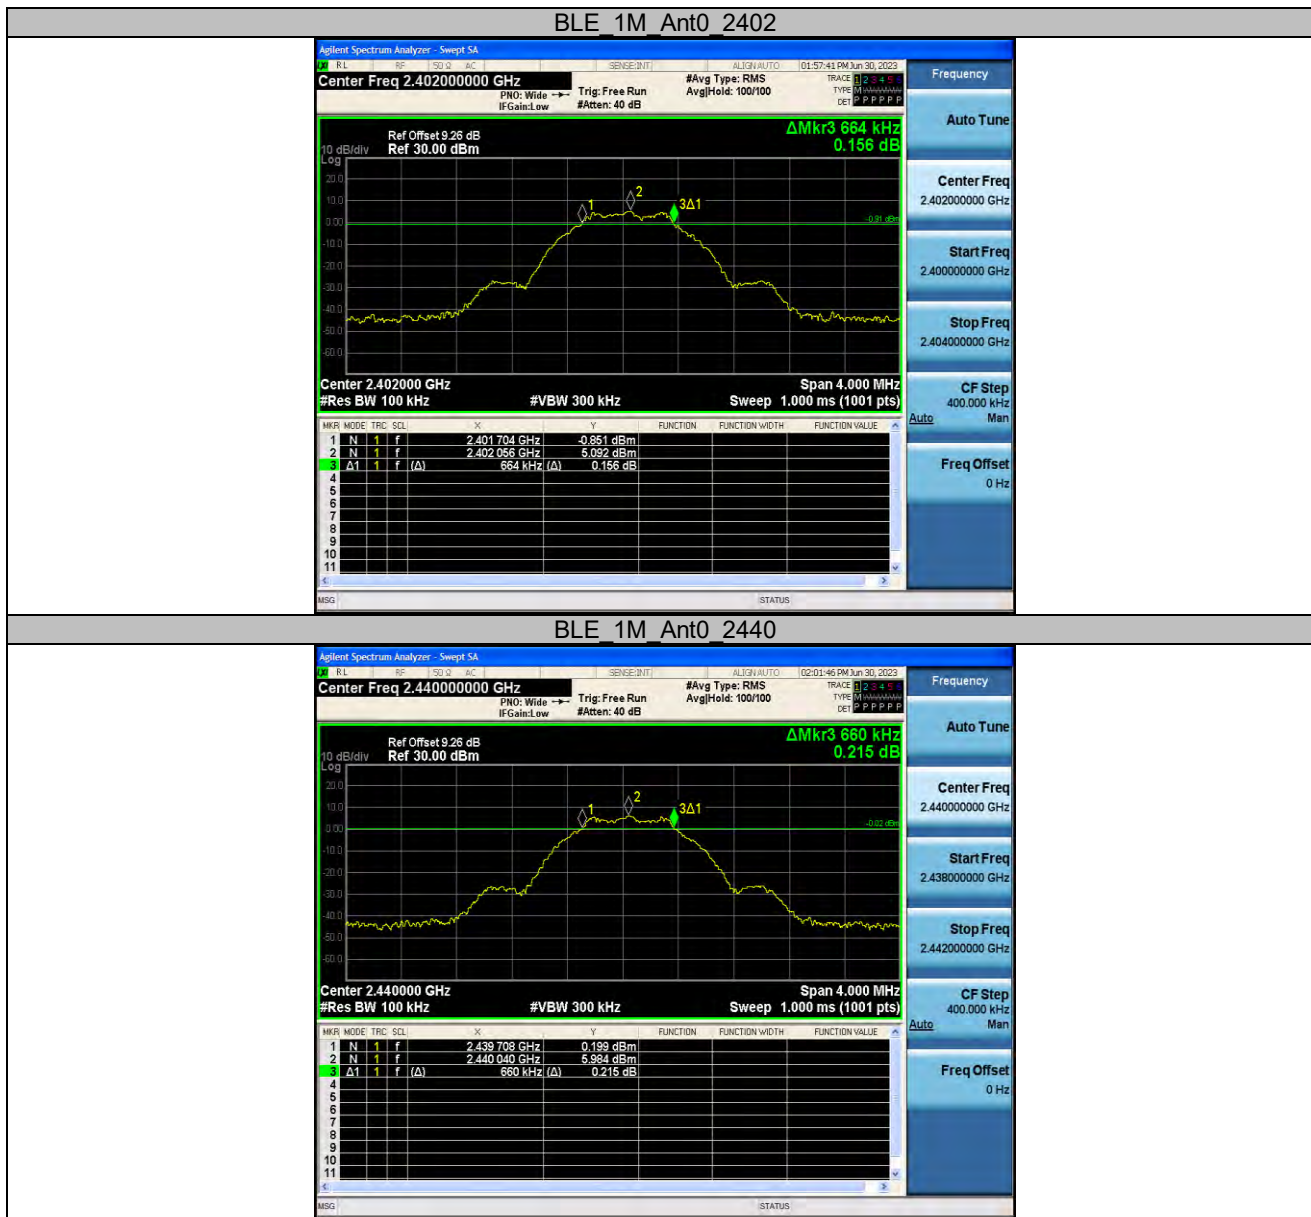 BLE_1M_Ant0_2402
Agilent Spectrum Analyzer - Swept SA
RL RF 50 Ω AC SENSE:INT ALIGN AUTO 01:57:41 PM Jun 30, 2023
Center Freq 2.402000000 GHz
PNO: Wide
IFGain:Low
Trig: Free Run
#Atten: 40 dB
#Avg Type: RMS
Avg|Hold: 100/100
TRACE 1 2 3 4 5
TYPE M
DET P P P P P P
Ref Offset 9.26 dB
10 dB/div Ref 30.00 dBm
Log
ΔMkr3 664 kHz
0.156 dB
20.0
10.0
0.00
-10.0
-20.0
-30.0
-40.0
-50.0
-60.0
1
2
3Δ1
-0.91 dBm
Center 2.402000 GHz Span 4.000 MHz
#Res BW 100 kHz #VBW 300 kHz Sweep 1.000 ms (1001 pts)
MKR MODE TRC SCL X Y FUNCTION FUNCTION WIDTH FUNCTION VALUE
1 N 1 f 2.401 704 GHz -0.851 dBm
2 N 1 f 2.402 056 GHz 5.092 dBm
3 Δ1 1 f (Δ) 664 kHz (Δ) 0.156 dB
4
5
6
7
8
9
10
11
MSG STATUS
Frequency
Auto Tune
Center Freq
2.402000000 GHz
Start Freq
2.400000000 GHz
Stop Freq
2.404000000 GHz
CF Step
400.000 kHz
Auto Man
Freq Offset
0 Hz
BLE_1M_Ant0_2440
Agilent Spectrum Analyzer - Swept SA
RL RF 50 Ω AC SENSE:INT ALIGN AUTO 02:01:46 PM Jun 30, 2023
Center Freq 2.440000000 GHz
PNO: Wide
IFGain:Low
Trig: Free Run
#Atten: 40 dB
#Avg Type: RMS
Avg|Hold: 100/100
TRACE 1 2 3 4 5
TYPE M
DET P P P P P P
Ref Offset 9.26 dB
10 dB/div Ref 30.00 dBm
Log
ΔMkr3 660 kHz
0.215 dB
20.0
10.0
0.00
-10.0
-20.0
-30.0
-40.0
-50.0
-60.0
1
2
3Δ1
-0.02 dBm
Center 2.440000 GHz Span 4.000 MHz
#Res BW 100 kHz #VBW 300 kHz Sweep 1.000 ms (1001 pts)
MKR MODE TRC SCL X Y FUNCTION FUNCTION WIDTH FUNCTION VALUE
1 N 1 f 2.439 708 GHz 0.199 dBm
2 N 1 f 2.440 040 GHz 5.984 dBm
3 Δ1 1 f (Δ) 660 kHz (Δ) 0.215 dB
4
5
6
7
8
9
10
11
MSG STATUS
Frequency
Auto Tune
Center Freq
2.440000000 GHz
Start Freq
2.438000000 GHz
Stop Freq
2.442000000 GHz
CF Step
400.000 kHz
Auto Man
Freq Offset
0 Hz